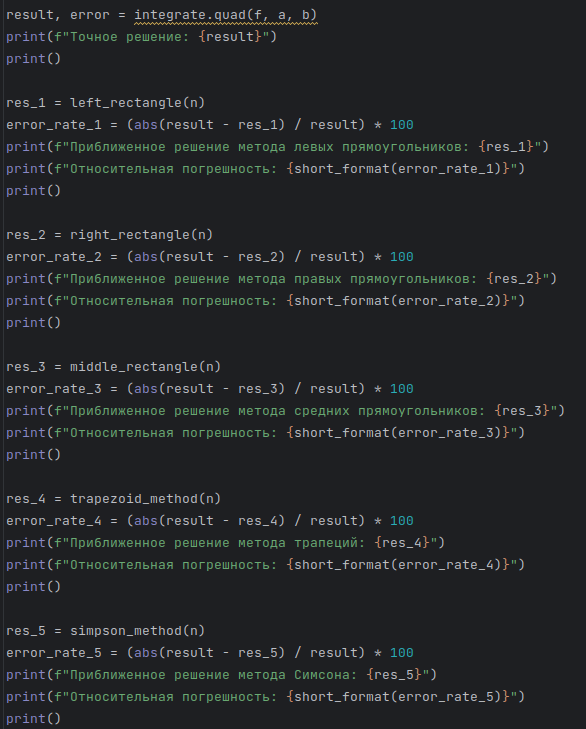 result, error = integrate.quad(f, a, b)
print(f"Точное решение: {result}")
print()
res_1 = left_rectangle(n)
error_rate_1 = (abs(result - res_1) / result) * 100
print(f"Приближенное решение метода левых прямоугольников: {res_1}")
print(f"Относительная погрешность: {short_format(error_rate_1)}")
print()
res_2 = right_rectangle(n)
error_rate_2 = (abs(result - res_2) / result) * 100
print(f"Приближенное решение метода правых прямоугольников: {res_2}")
print(f"Относительная погрешность: {short_format(error_rate_2)}")
print()
res_3 = middle_rectangle(n)
error_rate_3 = (abs(result - res_3) / result) * 100
print(f"Приближенное решение метода средних прямоугольников: {res_3}")
print(f"Относительная погрешность: {short_format(error_rate_3)}")
print()
res_4 = trapezoid_method(n)
error_rate_4 = (abs(result - res_4) / result) * 100
print(f"Приближенное решение метода трапеций: {res_4}")
print(f"Относительная погрешность: {short_format(error_rate_4)}")
print()
res_5 = simpson_method(n)
error_rate_5 = (abs(result - res_5) / result) * 100
print(f"Приближенное решение метода Симсона: {res_5}")
print(f"Относительная погрешность: {short_format(error_rate_5)}")
print()